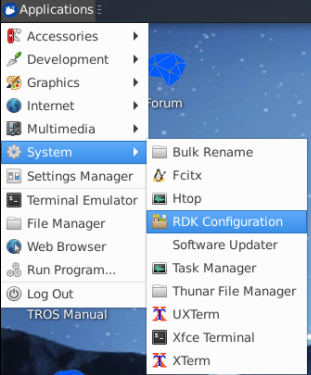 Applications
Accessories
Development
Graphics
Internet
Multimedia
System
Settings Manager
Terminal Emulator
File Manager
Web Browser
Run Program...
Log Out
Forum
TROS Manual
Bulk Rename
Fcitx
Htop
RDK Configuration
Software Updater
Task Manager
Thunar File Manager
UXTerm
Xfce Terminal
XTerm